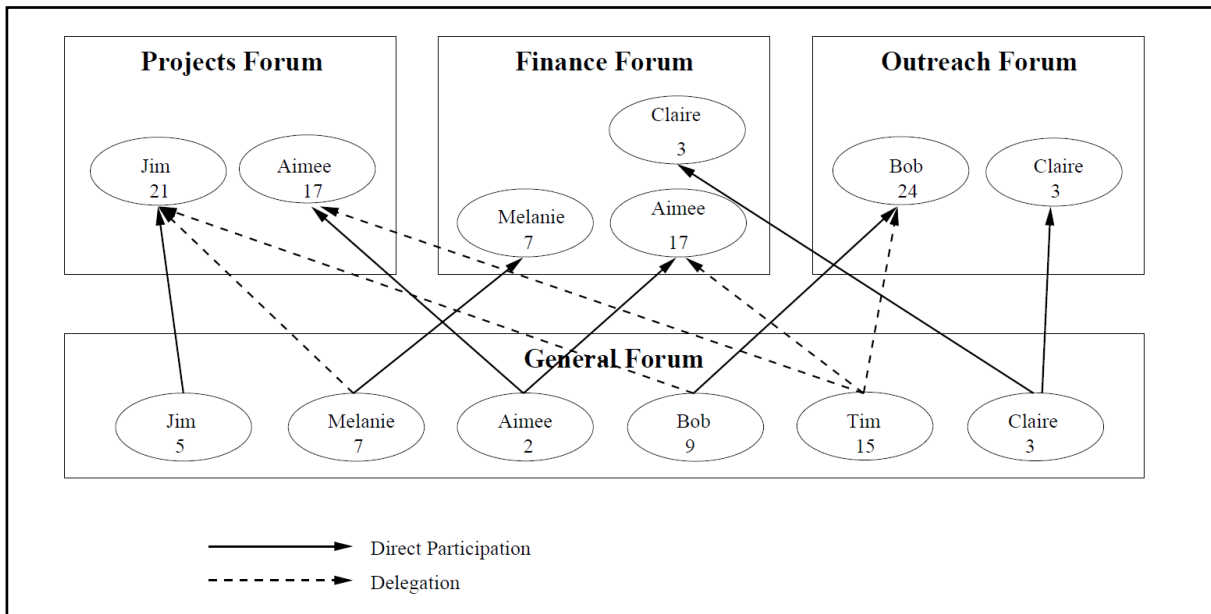 Projects Forum
Jim
21
Aimee
17
Finance Forum
Claire
3
Melanie
7
Aimee
17
Outreach Forum
Bob
24
Claire
3
General Forum
Jim
5
Melanie
7
Aimee
2
Bob
9
Tim
15
Claire
3
Direct Participation
Delegation